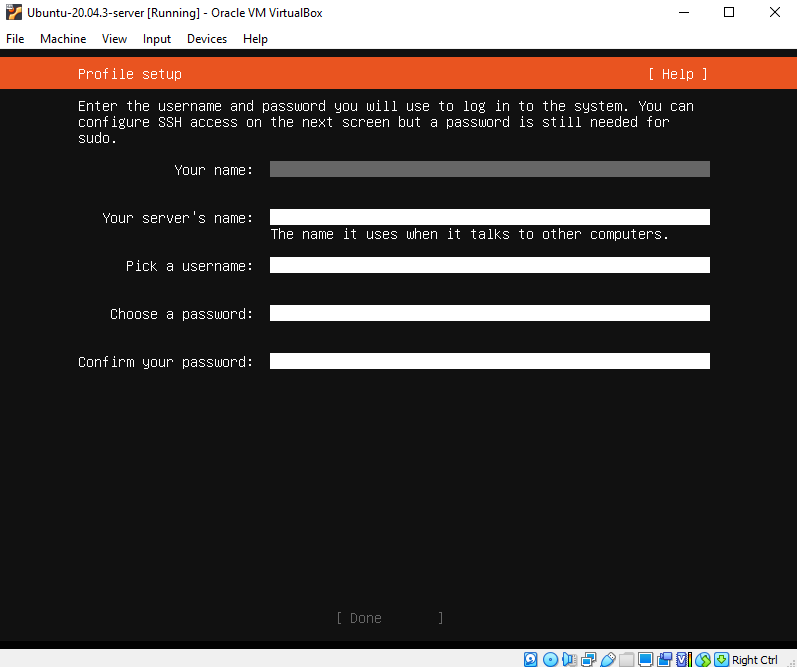 Ubuntu-20.04.3-server [Running] - Oracle VM VirtualBox
File Machine View Input Devices Help
Profile setup [ Help ]
Enter the username and password you will use to log in to the system. You can
configure SSH access on the next screen but a password is still needed for
sudo.
Your name:
Your server's name:
The name it uses when it talks to other computers.
Pick a username:
Choose a password:
Confirm your password:
[ Done ]
Right Ctrl